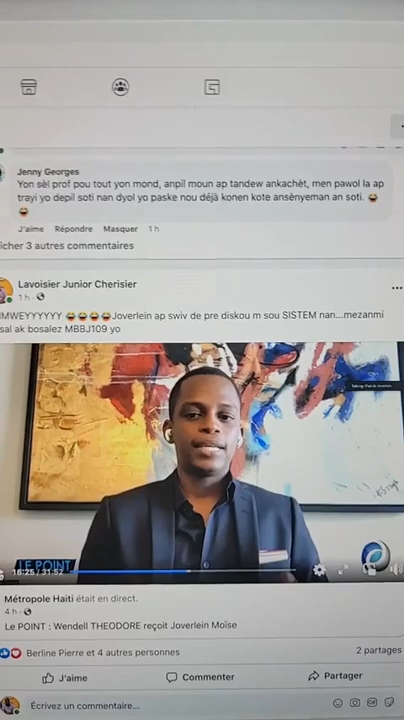 Jenny Georges
Yon sèl prof pou tout yon mond, anpil moun ap tandew ankachèt, men pawol la ap
trayi yo depil soti nan dyol yo paske nou déjà konen kote ansènyeman an soti. 😂
😂
J'aime Répondre Masquer 1 h
icher 3 autres commentaires
Lavoisier Junior Cherisier
1 h
IMWEYYYYYY 😂😂😂😂Joverlein ap swiv de pre diskou m sou SISTEM nan...mezanmi
sal ak bosalez MBBJ109 yo
LE POINT
16:25 / 31:52
Métropole Haiti était en direct.
4 h
Le POINT : Wendell THEODORE reçoit Joverlein Moïse
Berline Pierre et 4 autres personnes 2 partages
J'aime Commenter Partager
Écrivez un commentaire...